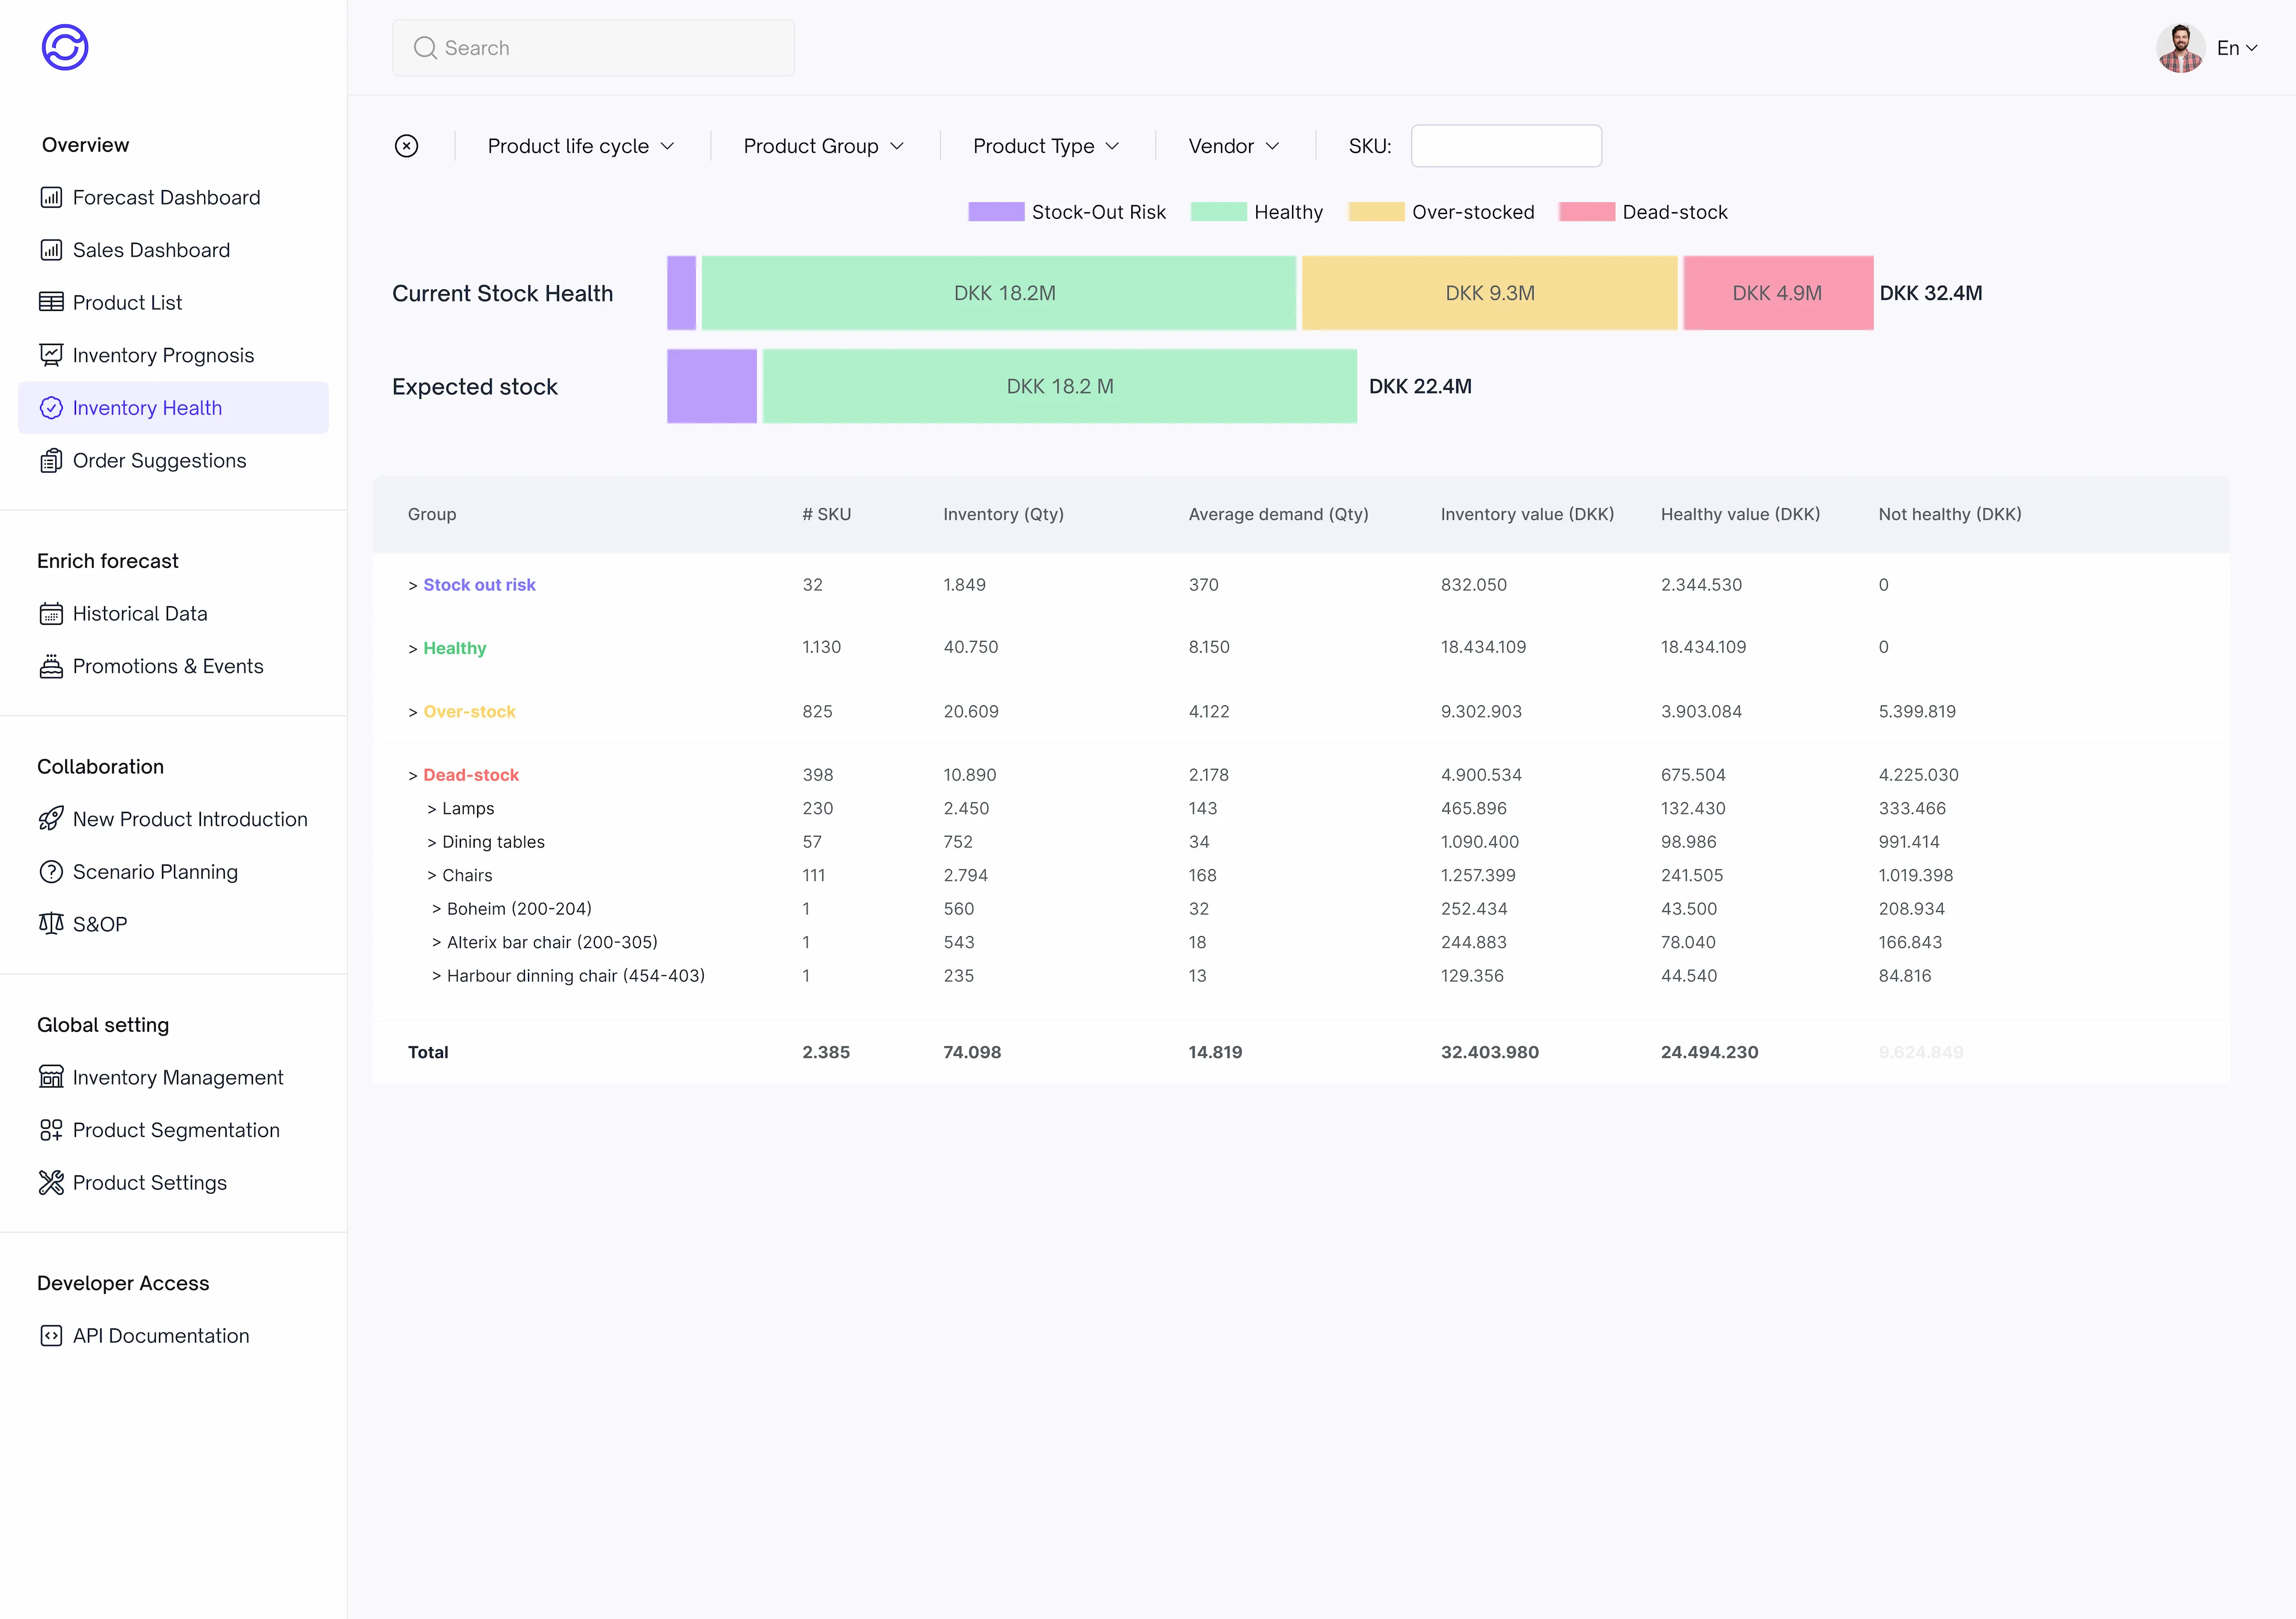 Search
En
Overview
Forecast Dashboard
Sales Dashboard
Product List
Inventory Prognosis
Inventory Health
Order Suggestions
Enrich forecast
Historical Data
Promotions & Events
Collaboration
New Product Introduction
Scenario Planning
S&OP
Global setting
Inventory Management
Product Segmentation
Product Settings
Developer Access
API Documentation
Product life cycle Product Group Product Type Vendor SKU:
Stock-Out Risk Healthy Over-stocked Dead-stock
Current Stock Health DKK 18.2M DKK 9.3M DKK 4.9M DKK 32.4M
Expected stock DKK 18.2 M DKK 22.4M
Group # SKU Inventory (Qty) Average demand (Qty) Inventory value (DKK) Healthy value (DKK) Not healthy (DKK)
> Stock out risk 32 1.849 370 832.050 2.344.530 0
> Healthy 1.130 40.750 8.150 18.434.109 18.434.109 0
> Over-stock 825 20.609 4.122 9.302.903 3.903.084 5.399.819
> Dead-stock 398 10.890 2.178 4.900.534 675.504 4.225.030
> Lamps 230 2.450 143 465.896 132.430 333.466
> Dining tables 57 752 34 1.090.400 98.986 991.414
> Chairs 111 2.794 168 1.257.399 241.505 1.019.398
> Boheim (200-204) 1 560 32 252.434 43.500 208.934
> Alterix bar chair (200-305) 1 543 18 244.883 78.040 166.843
> Harbour dinning chair (454-403) 1 235 13 129.356 44.540 84.816
Total 2.385 74.098 14.819 32.403.980 24.494.230 9.624.849